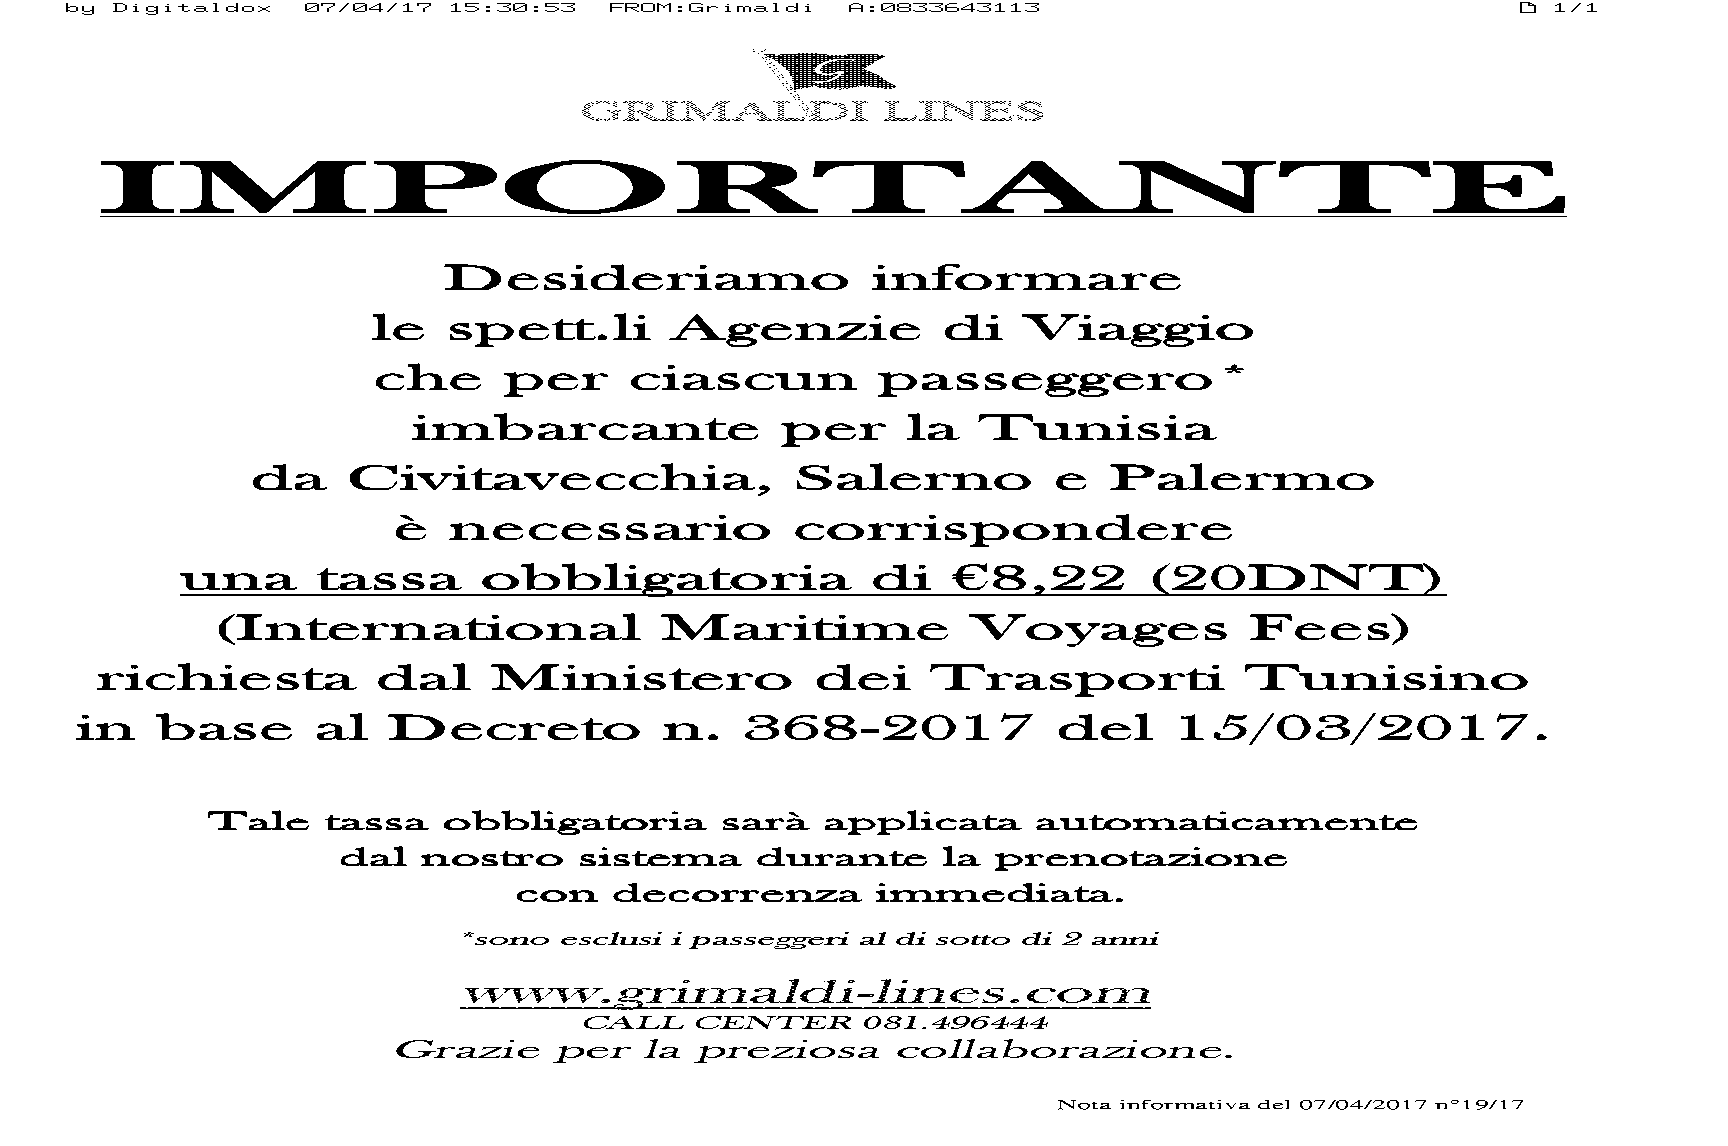 by Digitaldox 07/04/17 15:30:53 FROM:Grimaldi A:0833643113 1/1
G
GRIMALDI LINES
IMPORTANTE
Desideriamo informare
le spett.li Agenzie di Viaggio
che per ciascun passeggero*
imbarcante per la Tunisia
da Civitavecchia, Salerno e Palermo
è necessario corrispondere
una tassa obbligatoria di €8,22 (20DNT)
(International Maritime Voyages Fees)
richiesta dal Ministero dei Trasporti Tunisino
in base al Decreto n. 368-2017 del 15/03/2017.
Tale tassa obbligatoria sarà applicata automaticamente
dal nostro sistema durante la prenotazione
con decorrenza immediata.
*sono esclusi i passeggeri al di sotto di 2 anni
www.grimaldi-lines.com
CALL CENTER 081.496444
Grazie per la preziosa collaborazione.
Nota informativa del 07/04/2017 n°19/17